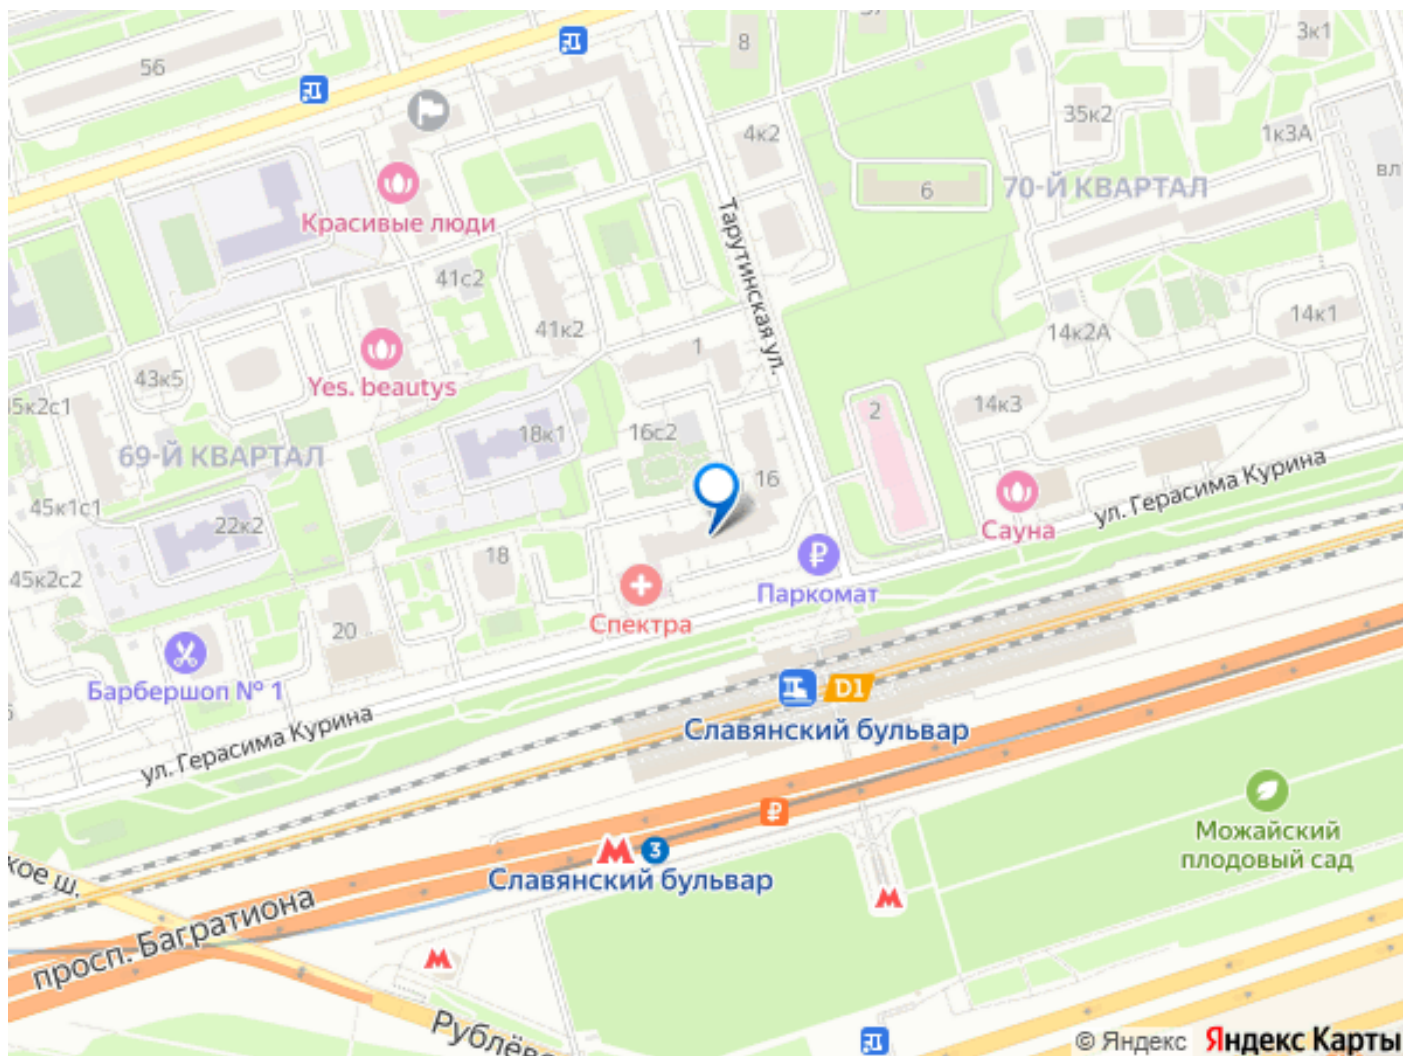 56
8
3к1
35к2
1к3А
4к2
вл
6
70-Й КВАРТАЛ
Красивые люди
Тарутинская ул.
41с2
41к2
14к1
14к2А
1
43к5
Yes. beautys
5к2с1
14к3
2
18к1
16с2
69-Й КВАРТАЛ
16
ул. Герасима Курина
45к1с1
22к2
Сауна
18
45к2с2
Паркомат
Спектра
20
Барбершоп № 1
D1
Славянский бульвар
ул. Герасима Курина
Можайский
плодовый сад
3
Славянский бульвар
кое ш.
просп. Багратиона
Рублёвс
© Яндекс Яндекс Карты